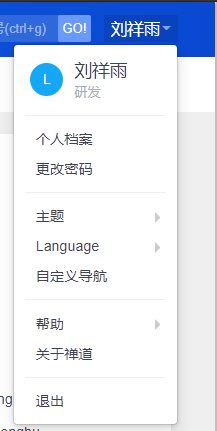 号(ctrl+g) GO! 刘祥雨
L 刘祥雨
研发
个人档案
更改密码
主题
Language
自定义导航
帮助
关于禅道
退出